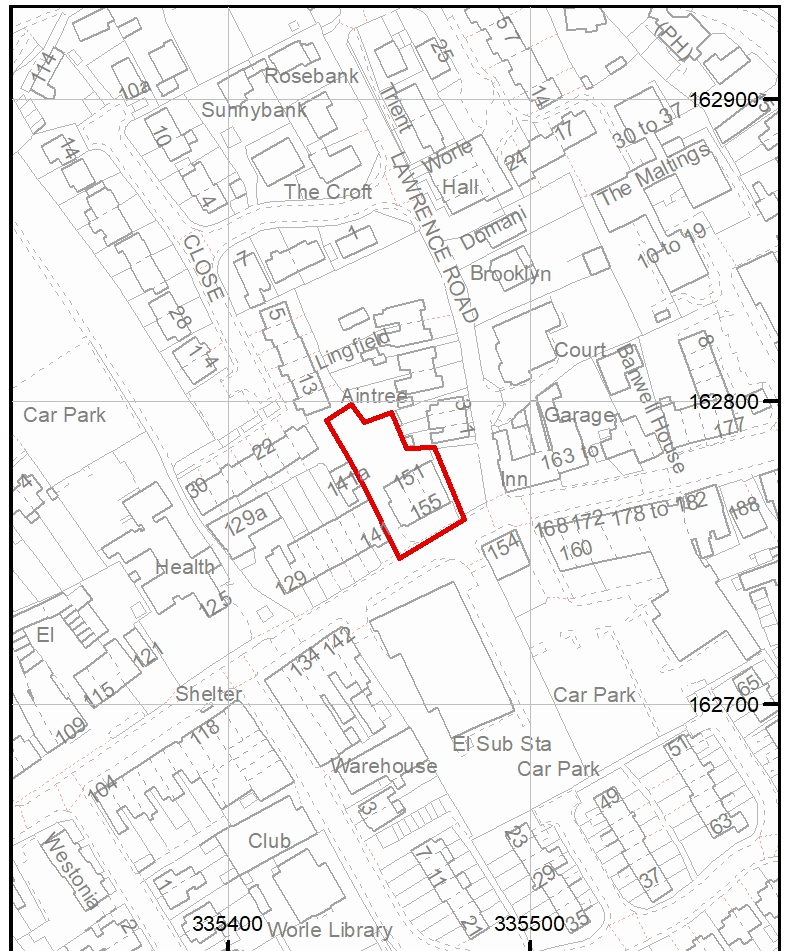 114
10a
Rosebank
Sunnybank
25
57
(PH)
162900
Trent
14
10
14
Worle
Hall
24
17
30 to 37
The Maltings
4
The Croft
LAWRENCE ROAD
Domani
10 to 19
CLOSE
7
1
Brooklyn
5
28
14
Lingfield
Court
Banwell House
8
13
Aintree
162800
Car Park
3
1
Garage
177
163 to
22
30
141a
151
Inn
4
129a
155
141
154
168
172
178 to 182
188
160
Health
129
125
El
121
134
142
115
Shelter
Car Park
65
162700
109
118
El Sub Sta
51
Warehouse
Car Park
104
3
49
63
Club
23
Westonia
1
7
11
29
37
2
335400
Worle Library
21
335500
35